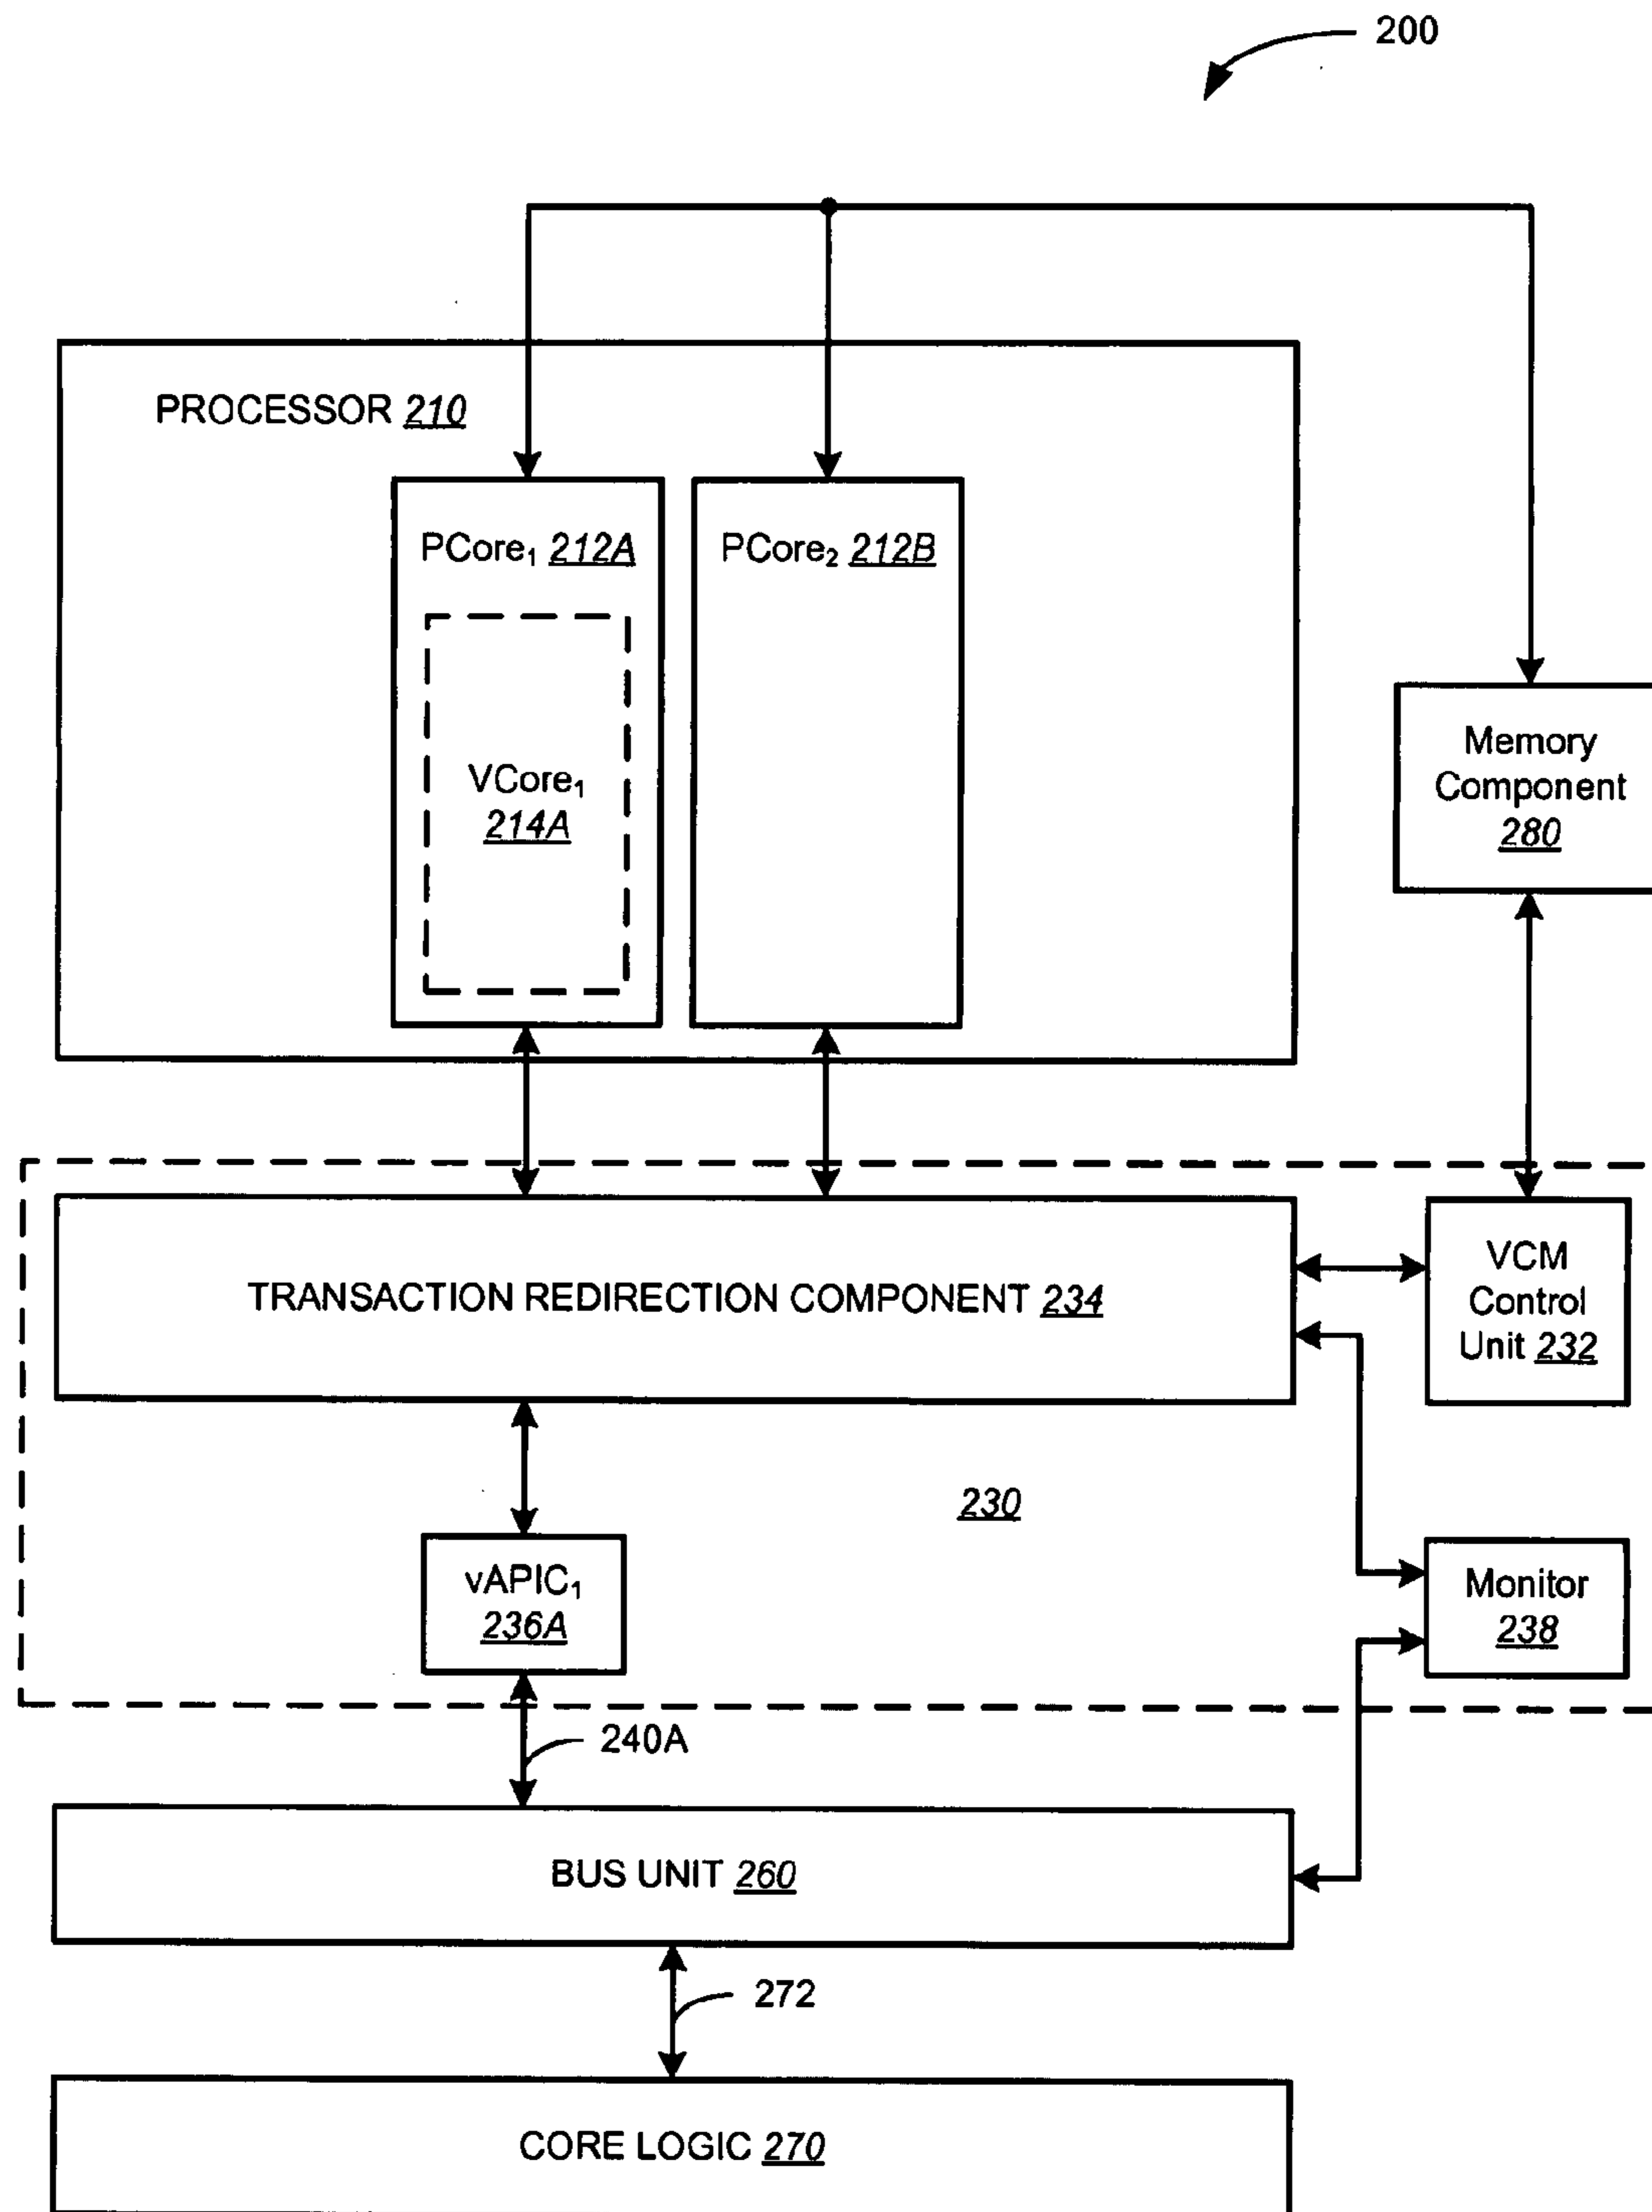 200
PROCESSOR 210
PCore₁ 212A
PCore₂ 212B
VCore₁
214A
Memory
Component
280
TRANSACTION REDIRECTION COMPONENT 234
VCM
Control
Unit 232
230
vAPIC₁
236A
Monitor
238
240A
BUS UNIT 260
272
CORE LOGIC 270